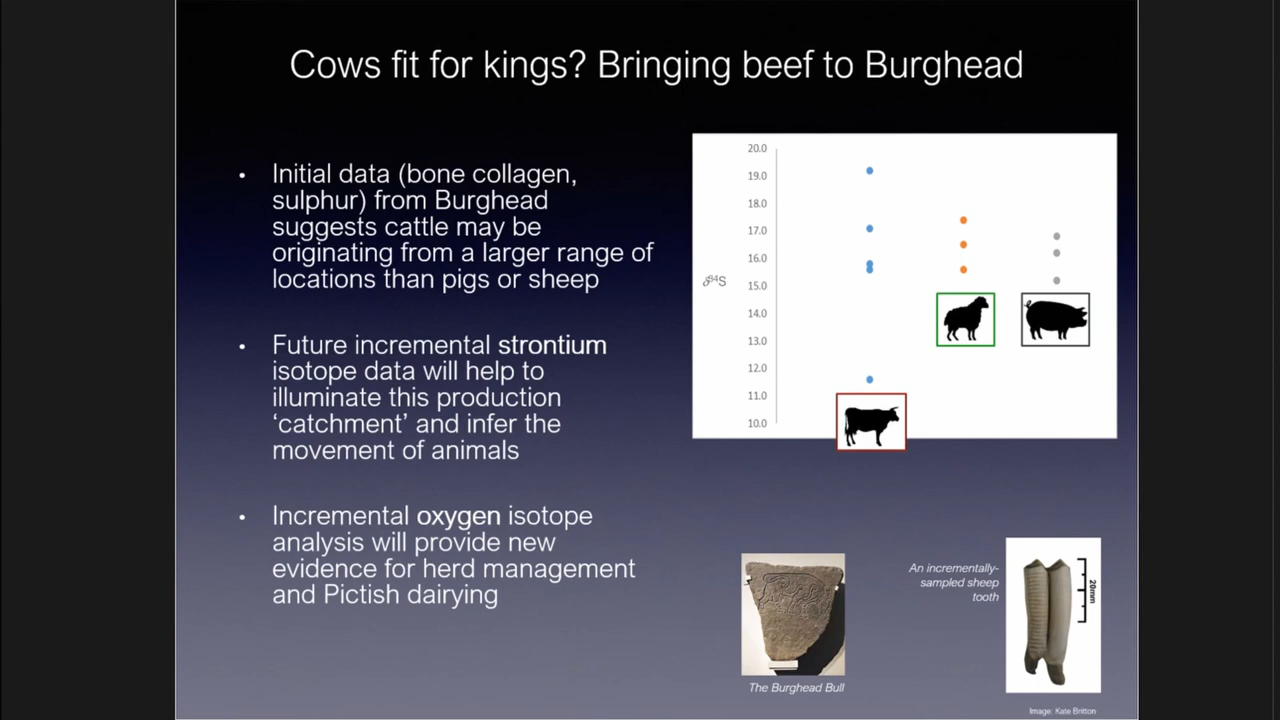 Cows fit for kings? Bringing beef to Burghead
• Initial data (bone collagen,
sulphur) from Burghead
suggests cattle may be
originating from a larger range of
locations than pigs or sheep
• Future incremental strontium
isotope data will help to
illuminate this production
‘catchment’ and infer the
movement of animals
• Incremental oxygen isotope
analysis will provide new
evidence for herd management
and Pictish dairying
20.0
19.0
18.0
17.0
16.0
15.0
14.0
13.0
12.0
11.0
10.0
δ³⁴S
The Burghead Bull
An incrementally-
sampled sheep
tooth
20mm
Image: Kate Britton